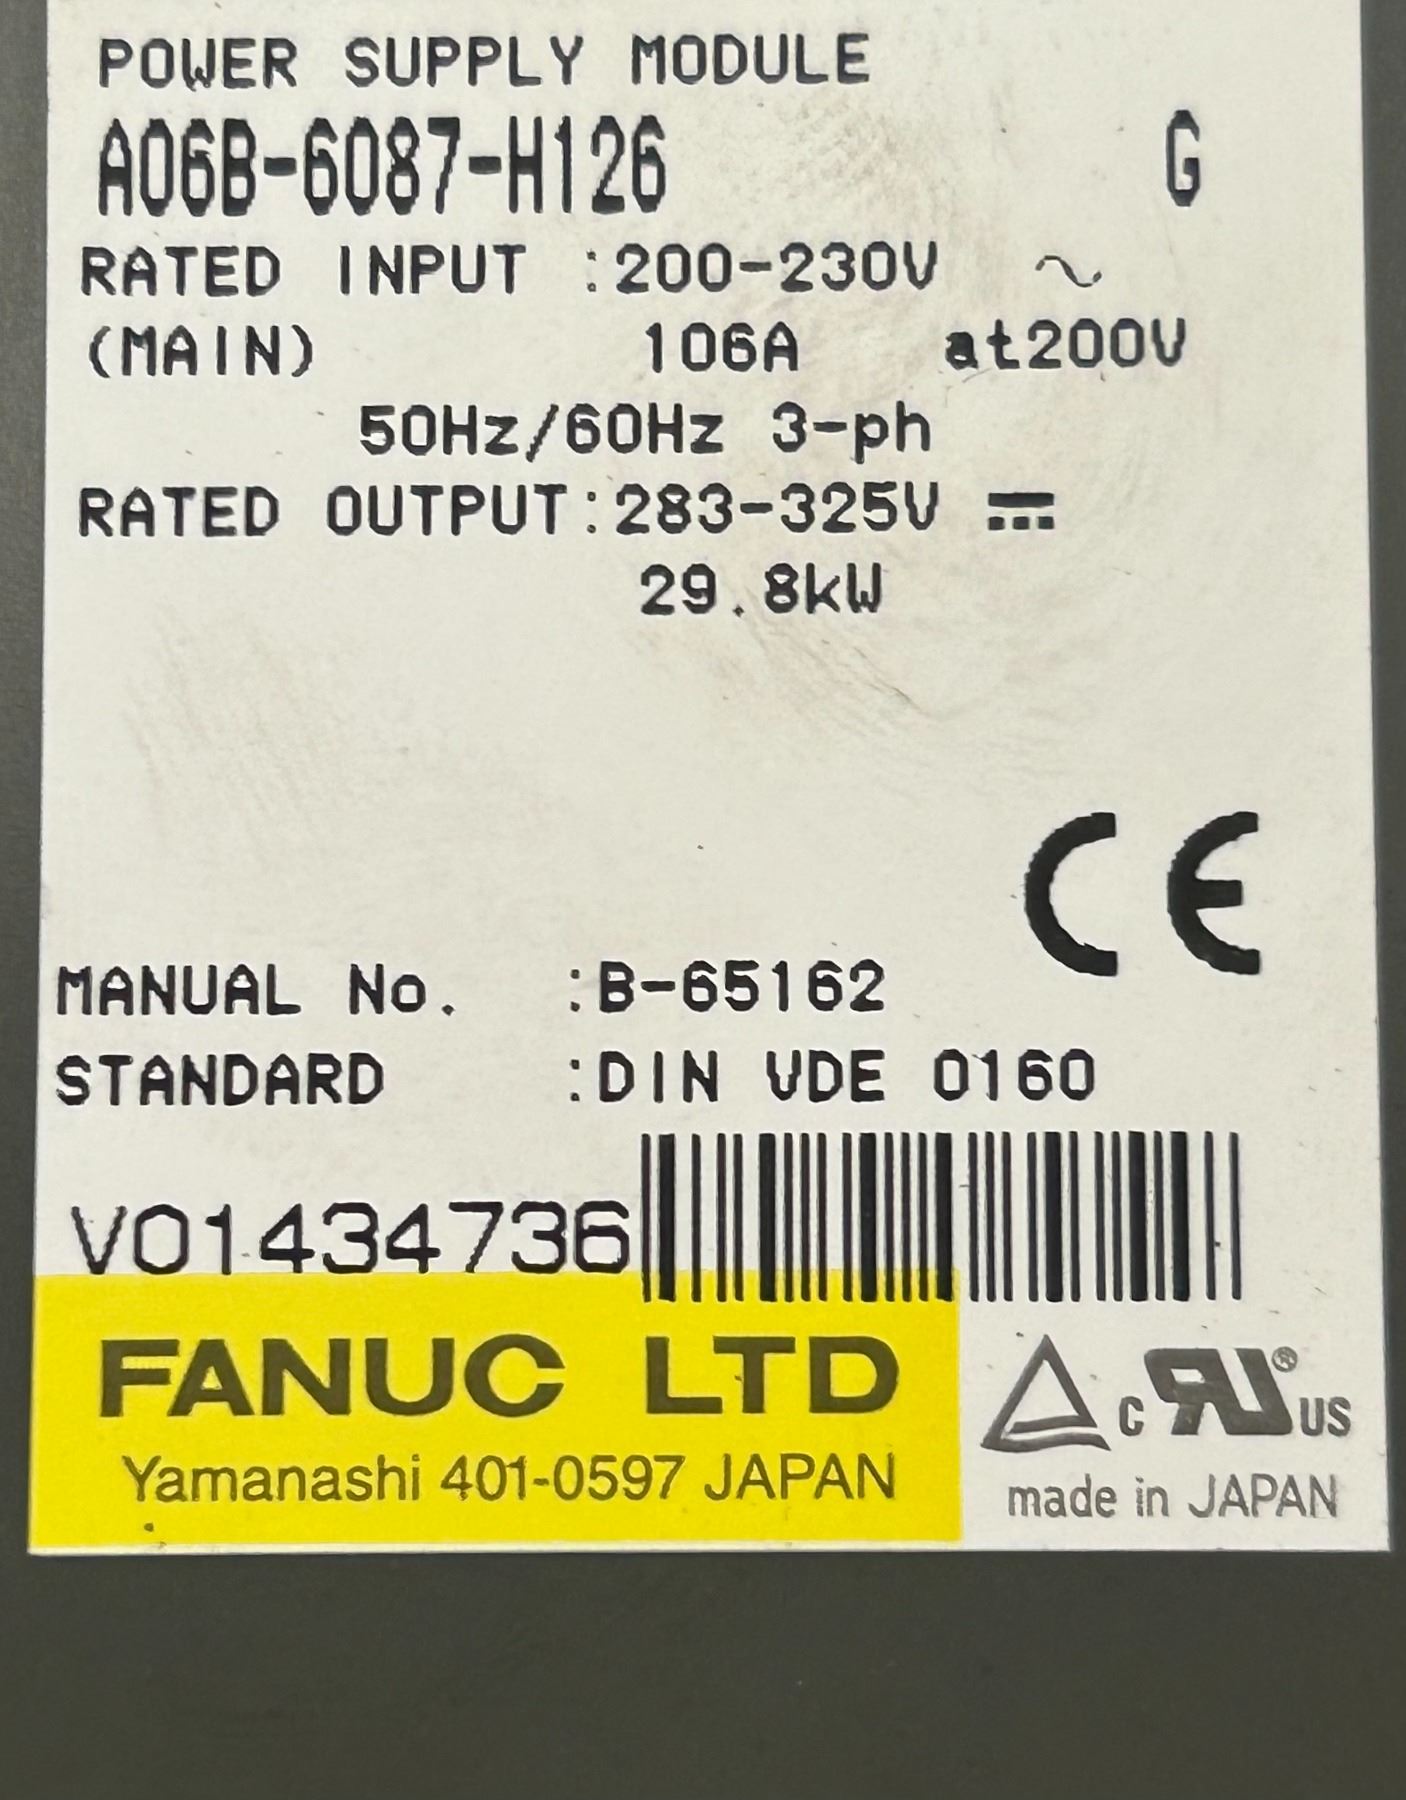 POWER SUPPLY MODULE
A06B-6087-H126 G
RATED INPUT :200-230V ~
(MAIN) 106A at200V
50Hz/60Hz 3-ph
RATED OUTPUT:283-325V ⎓
29.8kW
CE
MANUAL No. :B-65162
STANDARD :DIN VDE 0160
V01434736
FANUC LTD
Yamanashi 401-0597 JAPAN
c RU® US
made in JAPAN